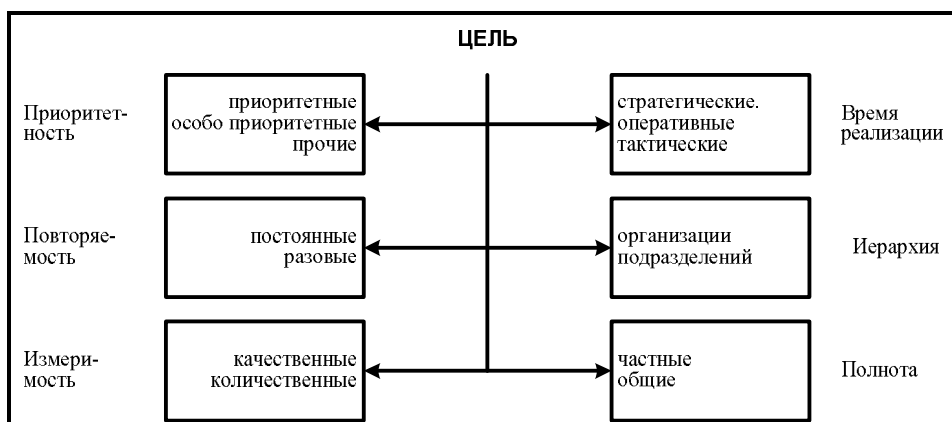 ЦЕЛЬ
Приоритет-
ность
приоритетные
особо приоритетные
прочие
стратегические.
оперативные
тактические
Время
реализации
Повторяе-
мость
постоянные
разовые
организации
подразделений
Иерархия
Измери-
мость
качественные
количественные
частные
общие
Полнота